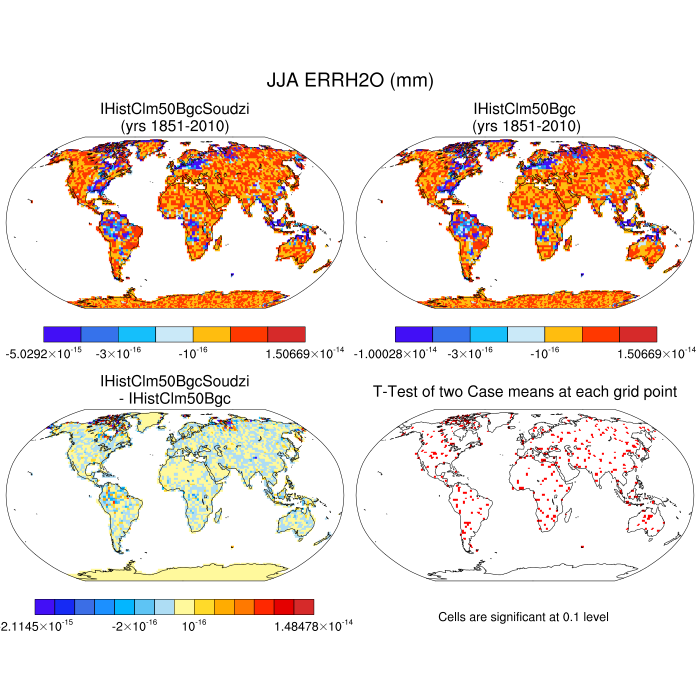 JJA ERRH2O (mm)
IHistClm50BgcSoudzi
(yrs 1851-2010)
IHistClm50Bgc
(yrs 1851-2010)
-5.0292×10⁻¹⁵ -3×10⁻¹⁶ -10⁻¹⁶ 1.50669×10⁻¹⁴
-1.00028×10⁻¹⁴ -3×10⁻¹⁶ -10⁻¹⁶ 1.50669×10⁻¹⁴
IHistClm50BgcSoudzi
- IHistClm50Bgc
T-Test of two Case means at each grid point
2.1145×10⁻¹⁵ -2×10⁻¹⁶ 10⁻¹⁶ 1.48478×10⁻¹⁴
Cells are significant at 0.1 level